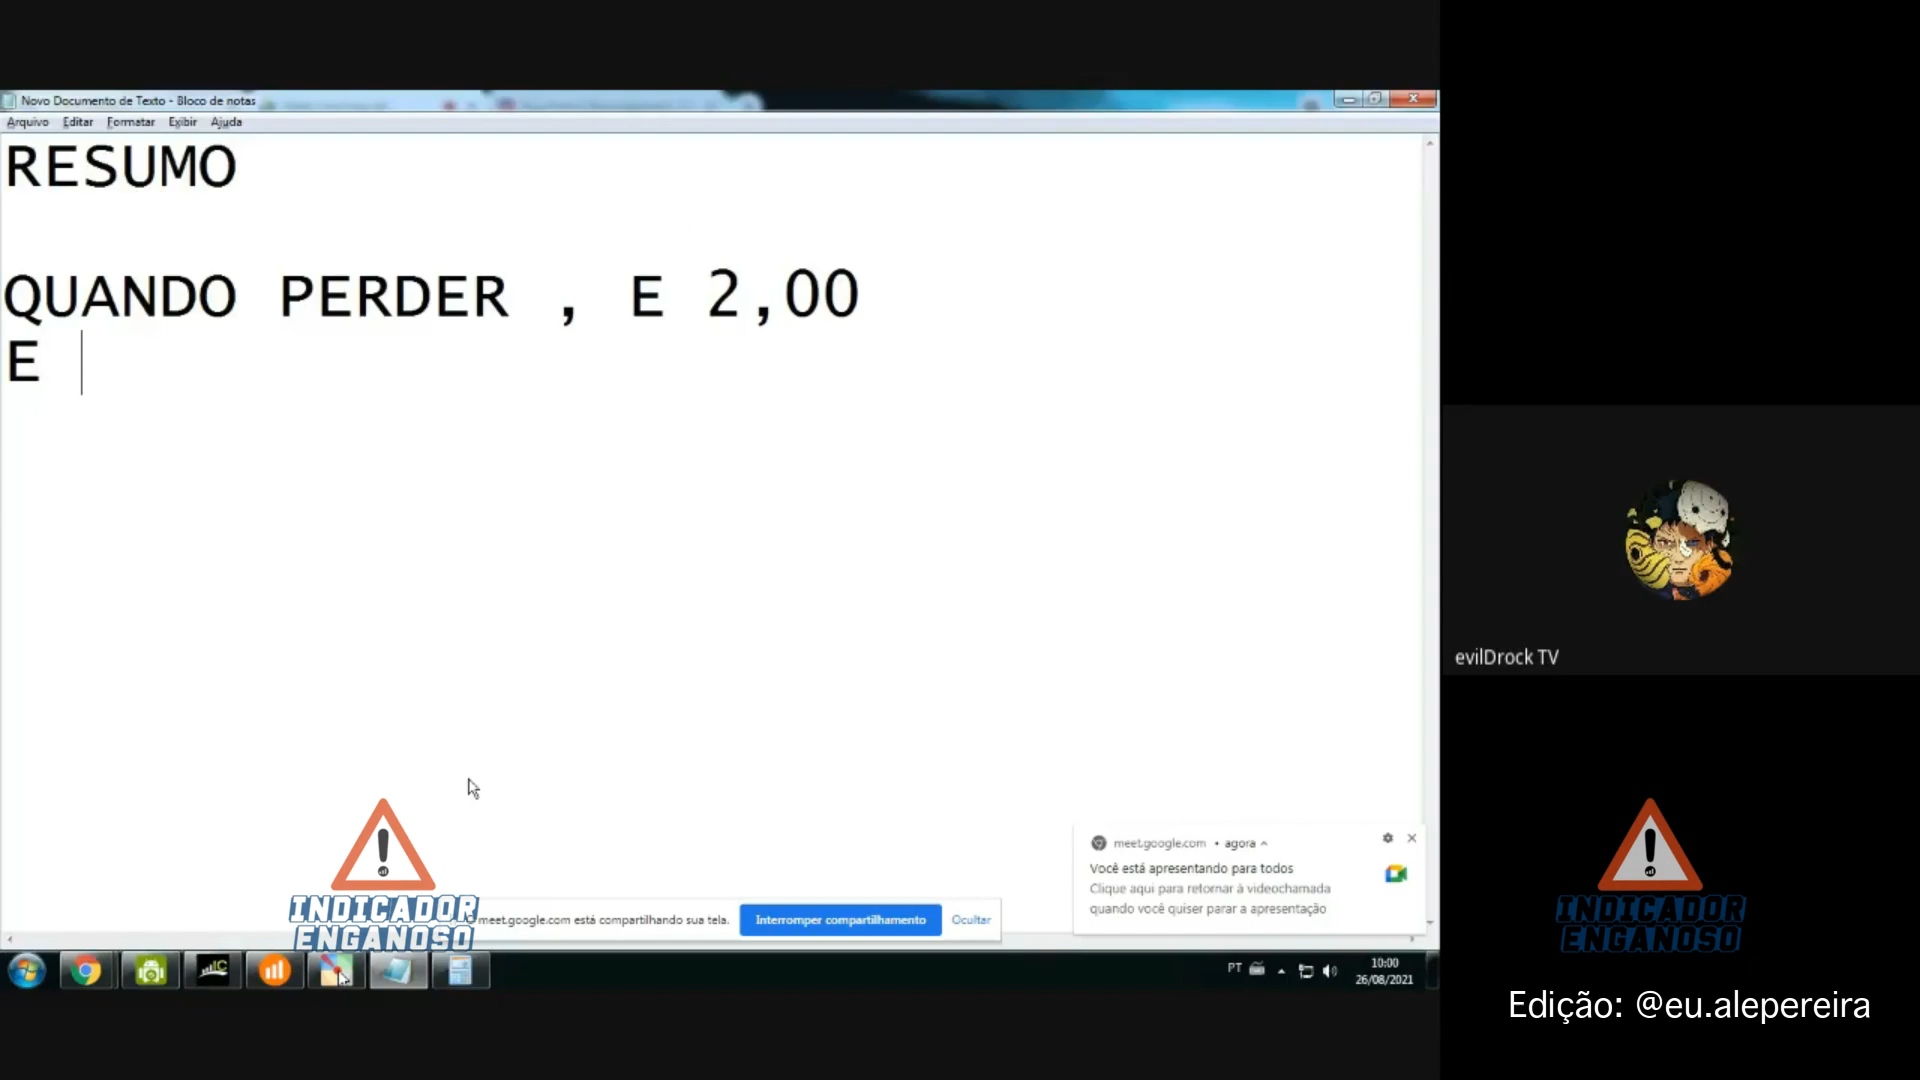 Novo Documento de Texto - Bloco de notas
Arquivo Editar Formatar Exibir Ajuda
RESUMO
QUANDO PERDER , E 2,00
E
evilDrock TV
meet.google.com • agora
Você está apresentando para todos
Clique aqui para retornar à videochamada
quando você quiser parar a apresentação
INDICADOR
ENGANOSO
meet.google.com está compartilhando sua tela.
Interromper compartilhamento
Ocultar
INDICADOR
ENGANOSO
IC
PT
10:00
26/08/2021
Edição: @eu.alepereira